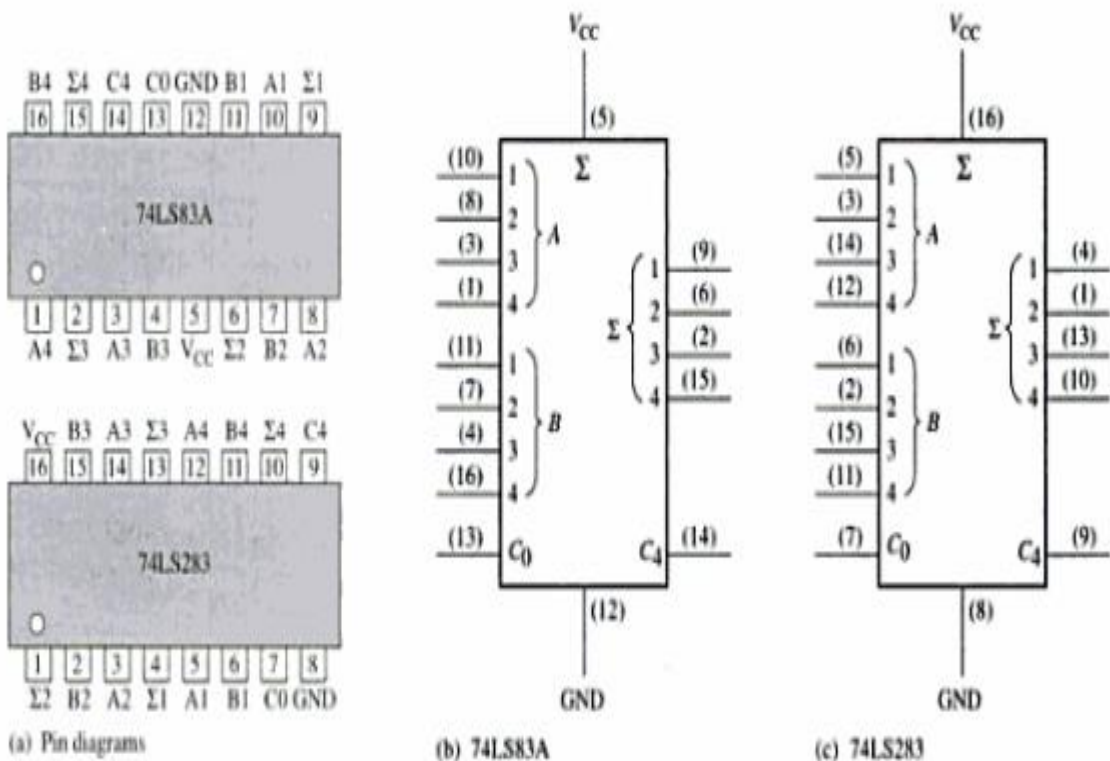 B4 Σ4 C4 C0 GND B1 A1 Σ1
16 15 14 13 12 11 10 9
74LS83A
1 2 3 4 5 6 7 8
A4 Σ3 A3 B3 VCC Σ2 B2 A2
VCC B3 A3 Σ3 A4 B4 Σ4 C4
16 15 14 13 12 11 10 9
74LS283
1 2 3 4 5 6 7 8
Σ2 B2 A2 Σ1 A1 B1 C0 GND
(a) Pin diagrams
VCC
(5)
Σ
(10) 1
(8) 2
A
(3) 3
(1) 4
(11) 1
(7) 2
B
(4) 3
(16) 4
(13) C0
Σ
1 (9)
2 (6)
3 (2)
4 (15)
C4 (14)
(12)
GND
(b) 74LS83A
VCC
(16)
Σ
(5) 1
(3) 2
A
(14) 3
(12) 4
(6) 1
(2) 2
B
(15) 3
(11) 4
(7) C0
Σ
1 (4)
2 (1)
3 (13)
4 (10)
C4 (9)
(8)
GND
(c) 74LS283